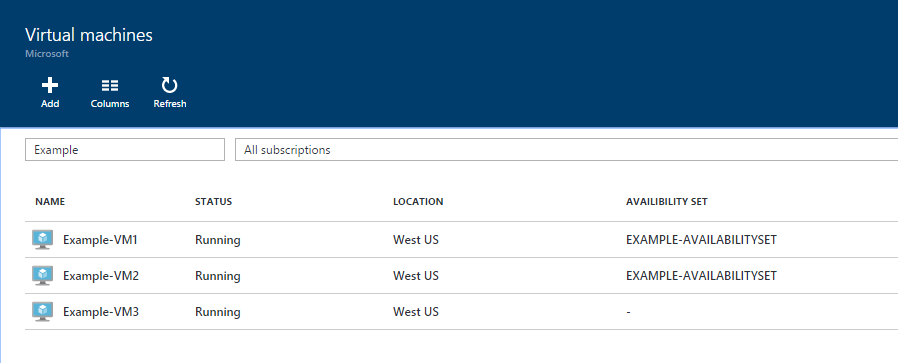 Virtual machines
Microsoft
Add Columns Refresh
Example All subscriptions
NAME STATUS LOCATION AVAILIBILITY SET
Example-VM1 Running West US EXAMPLE-AVAILABILITYSET
Example-VM2 Running West US EXAMPLE-AVAILABILITYSET
Example-VM3 Running West US -